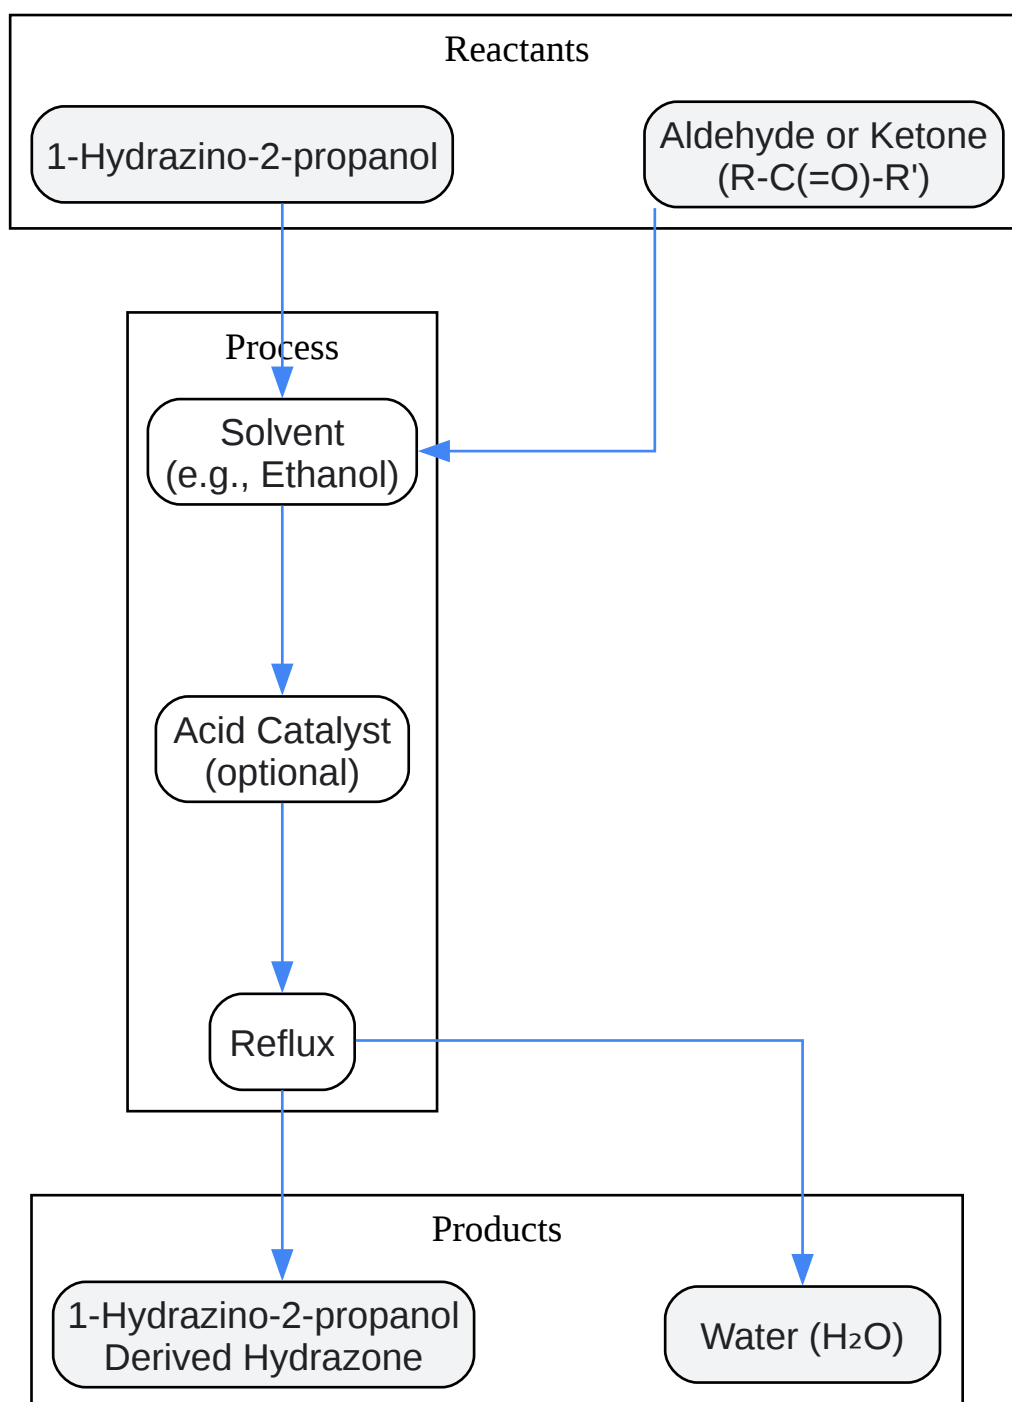 Reactants
1-Hydrazino-2-propanol
Aldehyde or Ketone
(R-C(=O)-R')
Process
Solvent
(e.g., Ethanol)
Acid Catalyst
(optional)
Reflux
Products
1-Hydrazino-2-propanol
Derived Hydrazone
Water (H₂O)